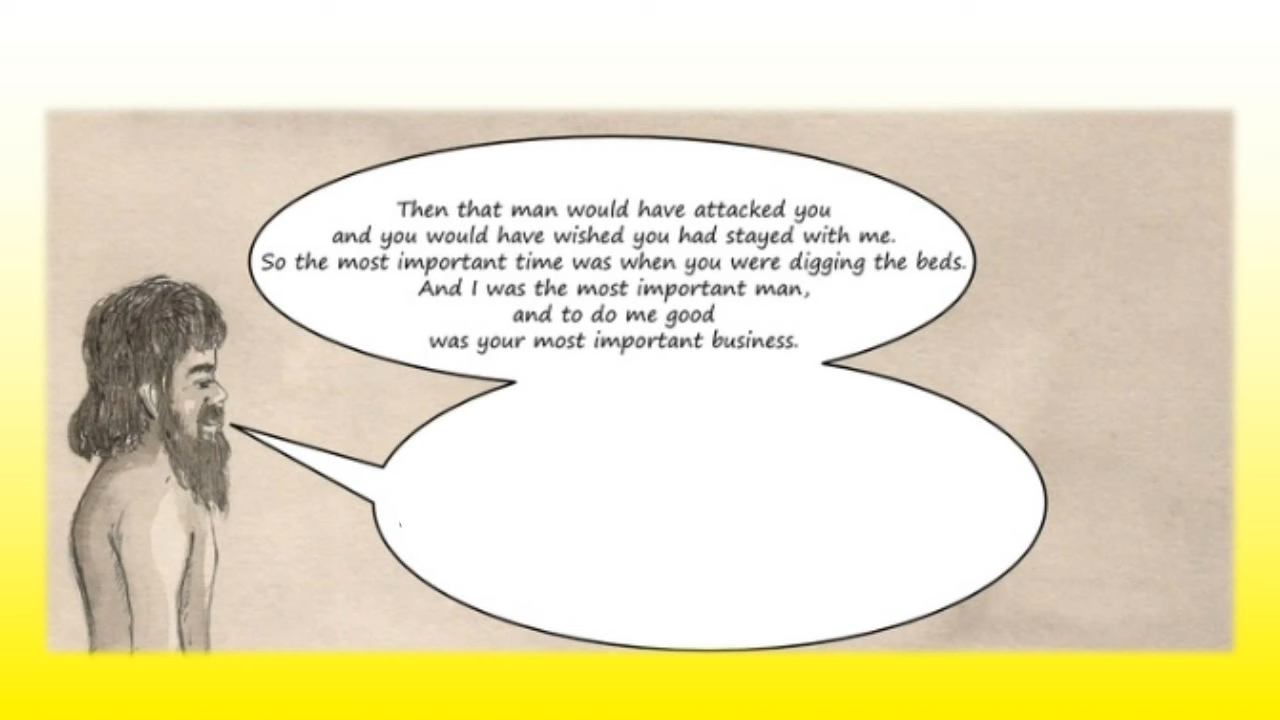 Then that man would have attacked you
and you would have wished you had stayed with me.
So the most important time was when you were digging the beds.
And I was the most important man,
and to do me good
was your most important business.